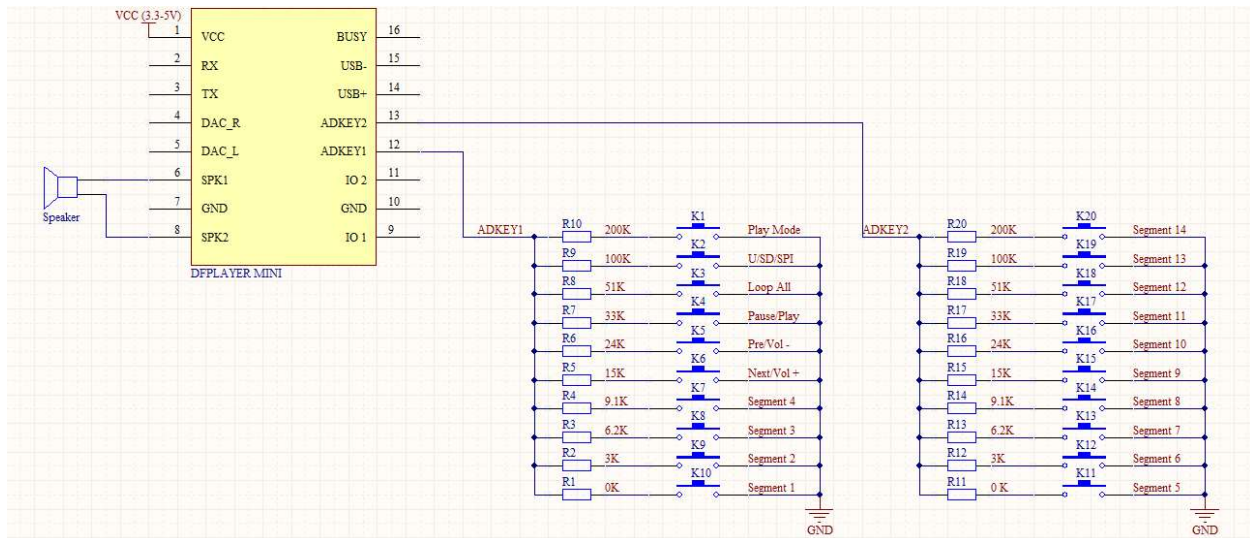 VCC (3.3-5V)
1 VCC BUSY 16
2 RX USB- 15
3 TX USB+ 14
4 DAC_R ADKEY2 13
5 DAC_L ADKEY1 12
6 SPK1 IO 2 11
7 GND GND 10
8 SPK2 IO 1 9
Speaker
DFPLAYER MINI
ADKEY1
R10 200K K1 Play Mode
R9 100K K2 U/SD/SPI
R8 51K K3 Loop All
R7 33K K4 Pause/Play
R6 24K K5 Pre/Vol -
R5 15K K6 Next/Vol +
R4 9.1K K7 Segment 4
R3 6.2K K8 Segment 3
R2 3K K9 Segment 2
R1 0K K10 Segment 1
GND
ADKEY2
R20 200K K20 Segment 14
R19 100K K19 Segment 13
R18 51K K18 Segment 12
R17 33K K17 Segment 11
R16 24K K16 Segment 10
R15 15K K15 Segment 9
R14 9.1K K14 Segment 8
R13 6.2K K13 Segment 7
R12 3K K12 Segment 6
R11 0 K K11 Segment 5
GND